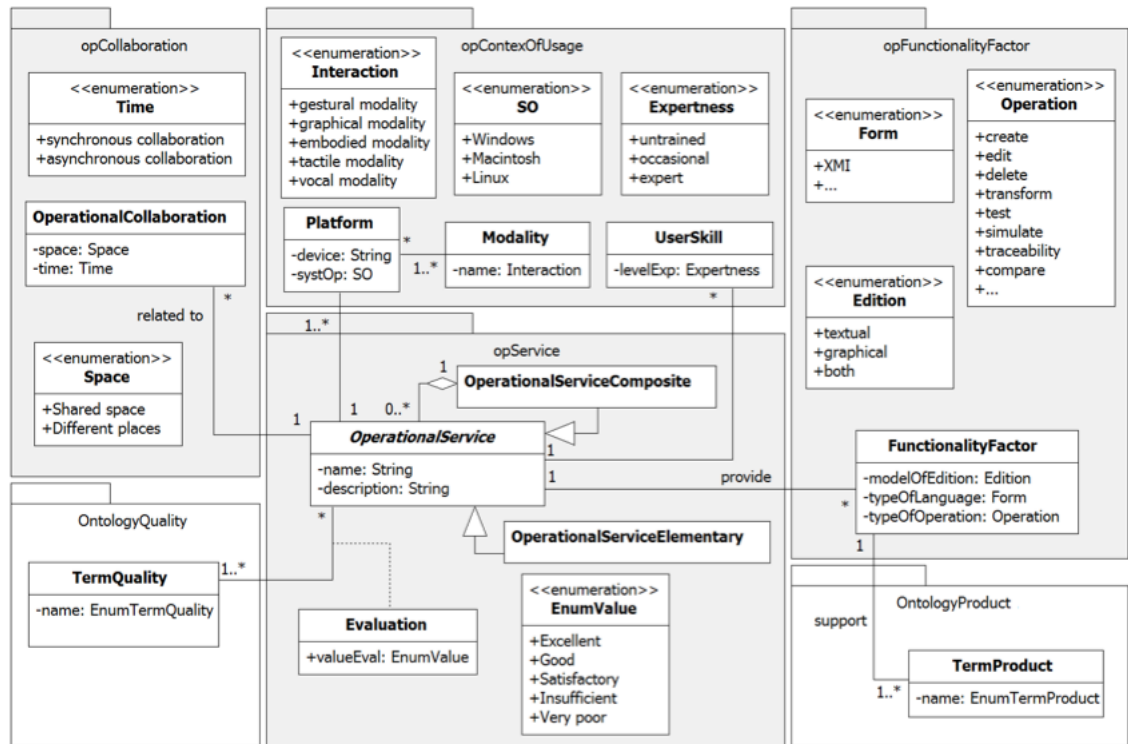 opCollaboration
<<enumeration>>
Time
+synchronous collaboration
+asynchronous collaboration
OperationalCollaboration
-space: Space
-time: Time
*
related to
<<enumeration>>
Space
+Shared space
+Different places
1
opContexOfUsage
<<enumeration>>
Interaction
+gestural modality
+graphical modality
+embodied modality
+tactile modality
+vocal modality
<<enumeration>>
SO
+Windows
+Macintosh
+Linux
<<enumeration>>
Expertness
+untrained
+occasional
+expert
Platform
-device: String
-systOp: SO
*
1..*
Modality
-name: Interaction
UserSkill
-levelExp: Expertness
*
1..*
opService
1
OperationalServiceComposite
1
0..*
OperationalService
-name: String
-description: String
1
1
provide
*
*
OperationalServiceElementary
<<enumeration>>
EnumValue
+Excellent
+Good
+Satisfactory
+Insufficient
+Very poor
Evaluation
+valueEval: EnumValue
OntologyQuality
TermQuality
-name: EnumTermQuality
1..*
opFunctionalityFactor
<<enumeration>>
Form
+XMI
+...
<<enumeration>>
Operation
+create
+edit
+delete
+transform
+test
+simulate
+traceability
+compare
+...
<<enumeration>>
Edition
+textual
+graphical
+both
FunctionalityFactor
-modelOfEdition: Edition
-typeOfLanguage: Form
-typeOfOperation: Operation
1
OntologyProduct
support
1..*
TermProduct
-name: EnumTermProduct